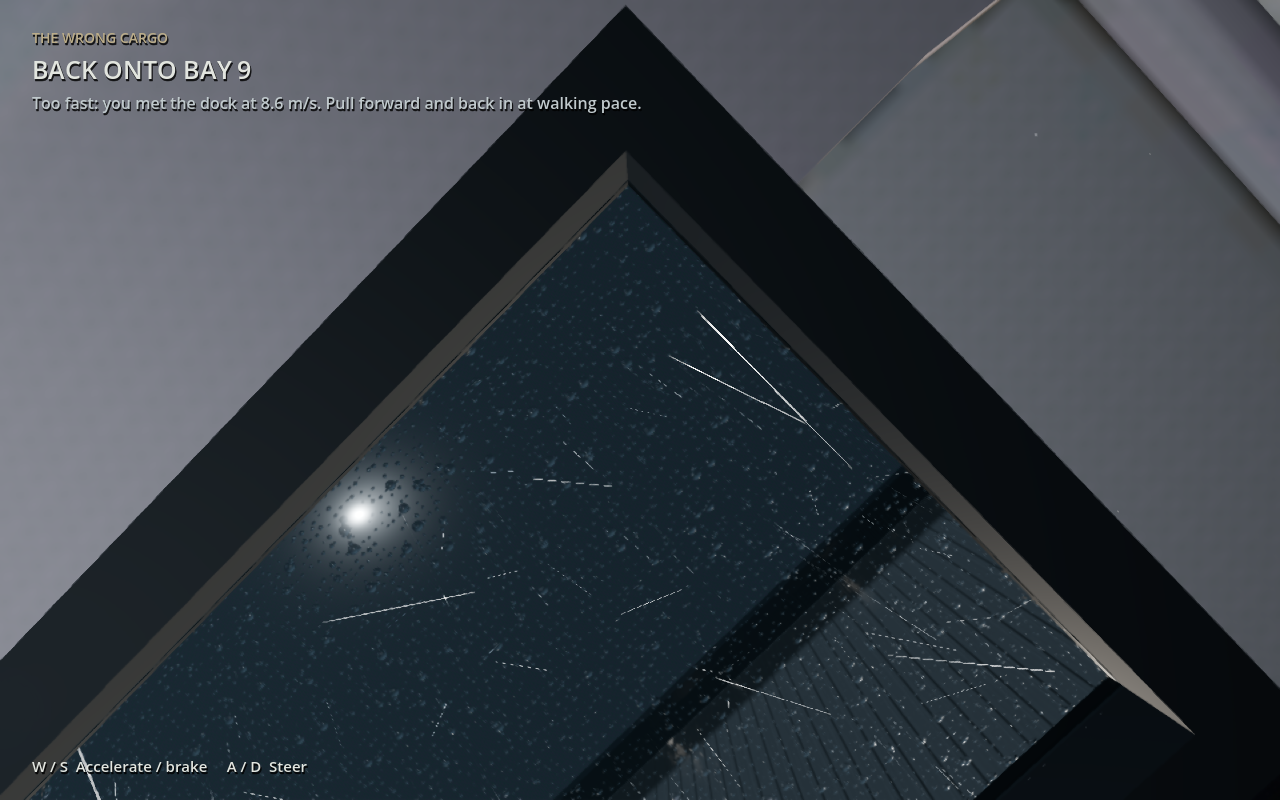 THE WRONG CARGO
BACK ONTO BAY 9
Too fast: you met the dock at 8.6 m/s. Pull forward and back in at walking pace.
W / S  Accelerate / brake     A / D  Steer